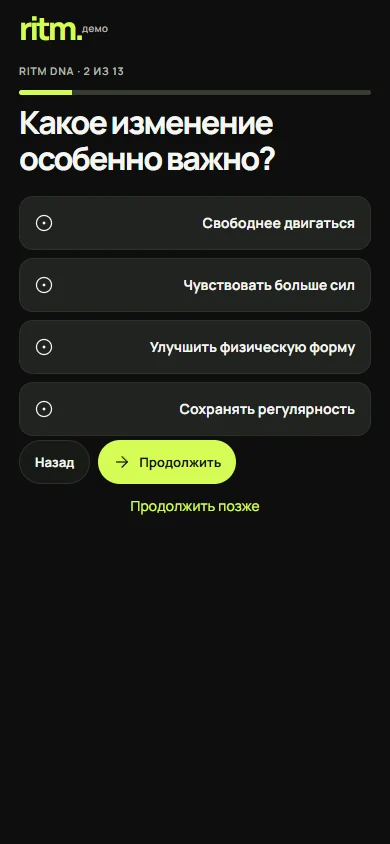 ritm. демо
RITM DNA · 2 ИЗ 13
Какое изменение
особенно важно?
Свободнее двигаться
Чувствовать больше сил
Улучшить физическую форму
Сохранять регулярность
Назад
Продолжить
Продолжить позже